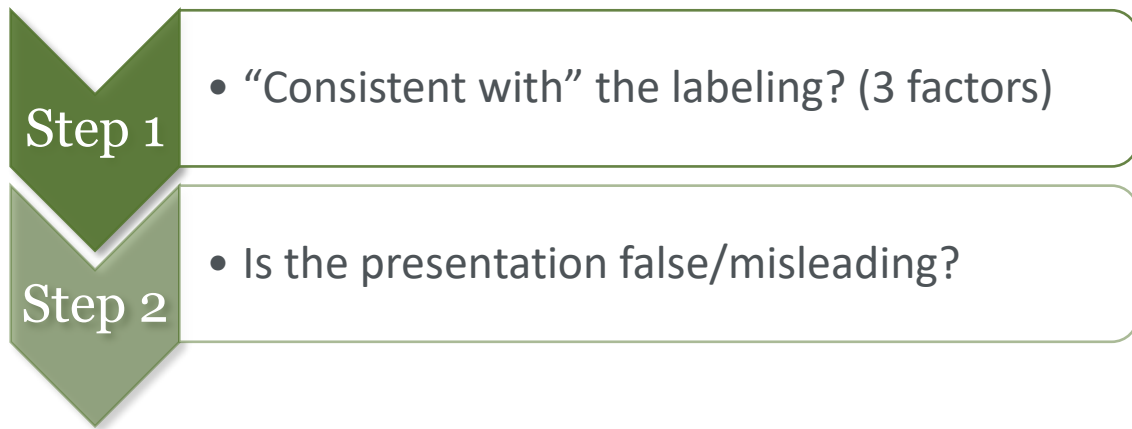 Step 1
• “Consistent with” the labeling? (3 factors)
Step 2
• Is the presentation false/misleading?